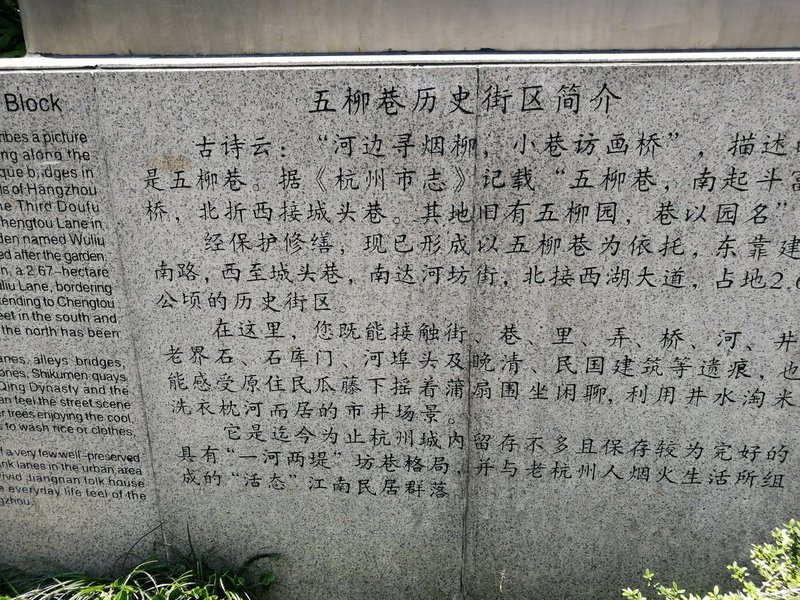 Block
ribes a picture
ng along the
que bridges in
ds of Hangzhou
he Third Doufu
Chengtou Lane in
den named Wuliu
ed after the garden.
n, a 2.67-hectare
uliu Lane, bordering
tending to Chengtou
eet in the south and
the north has been
anes, alleys, bridges,
ones, Shikumen quays,
Qing Dynasty and the
an feel the street scene
r trees enjoying the cool
s to wash rice or clothes,
f a very few well-preserved
nk lanes in the urban area
vivid Jiangnan folk house
e everyday life feel of the
gzhou.
五柳巷历史街区简介
古诗云：“河边寻烟柳，小巷访画桥”，描述的
是五柳巷。据《杭州市志》记载“五柳巷，南起斗富
桥，北折西接城头巷。其地旧有五柳园，巷以园名”
经保护修缮，现已形成以五柳巷为依托，东靠建
南路，西至城头巷，南达河坊街，北接西湖大道，占地2.6
公顷的历史街区。
在这里，您既能接触街、巷、里、弄、桥、河、井
老界石、石库门、河埠头及晚清、民国建筑等遗痕，也
能感受原住民瓜藤下摇着蒲扇围坐闲聊，利用井水淘米
洗衣枕河而居的市井场景。
它是迄今为止杭州城内留存不多且保存较为完好的
具有“一河两堤”坊巷格局，并与老杭州人烟火生活所组
成的“活态”江南民居群落